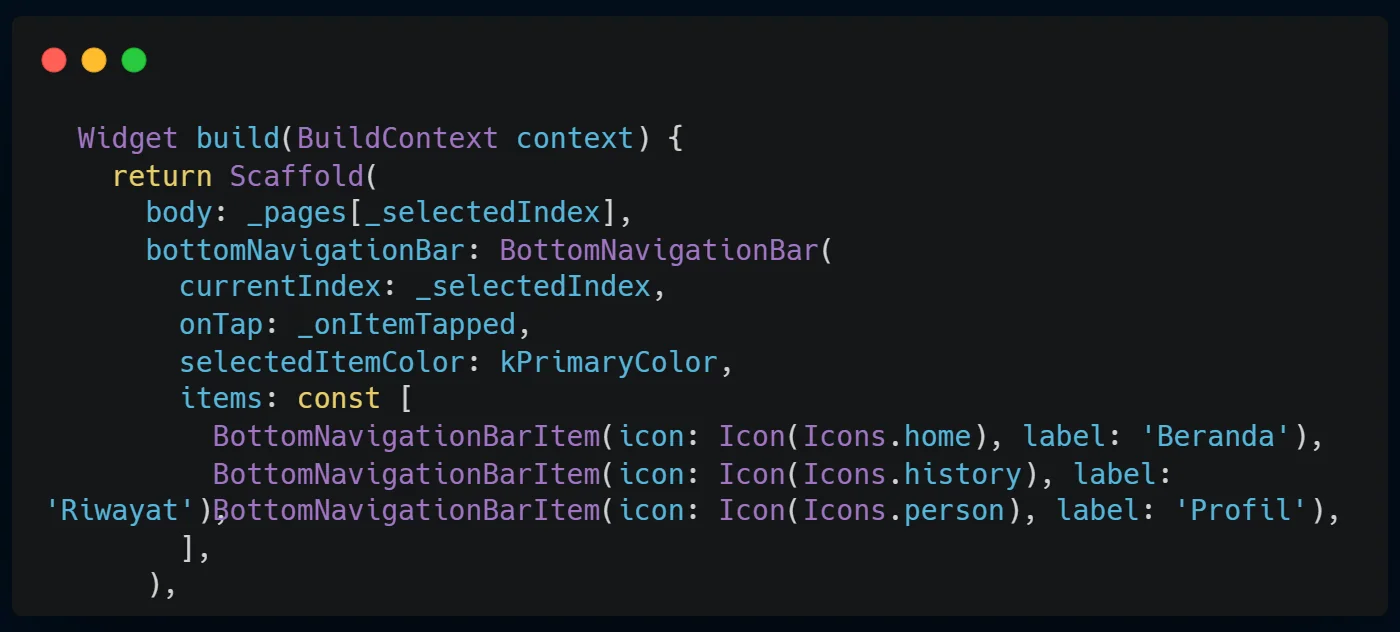 Widget build(BuildContext context) {
return Scaffold(
body: _pages[_selectedIndex],
bottomNavigationBar: BottomNavigationBar(
currentIndex: _selectedIndex,
onTap: _onItemTapped,
selectedItemColor: kPrimaryColor,
items: const [
BottomNavigationBarItem(icon: Icon(Icons.home), label: 'Beranda'),
BottomNavigationBarItem(icon: Icon(Icons.history), label:
'Riwayat'),BottomNavigationBarItem(icon: Icon(Icons.person), label: 'Profil'),
],
),